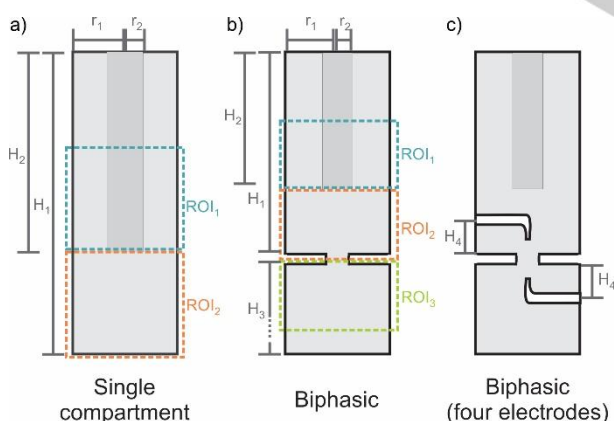 a)
r1
r2
H2
H1
ROI1
ROI2
Single
compartment
b)
r1
r2
H2
H1
H3
ROI1
ROI2
ROI3
Biphasic
c)
H4
H4
Biphasic
(four electrodes)